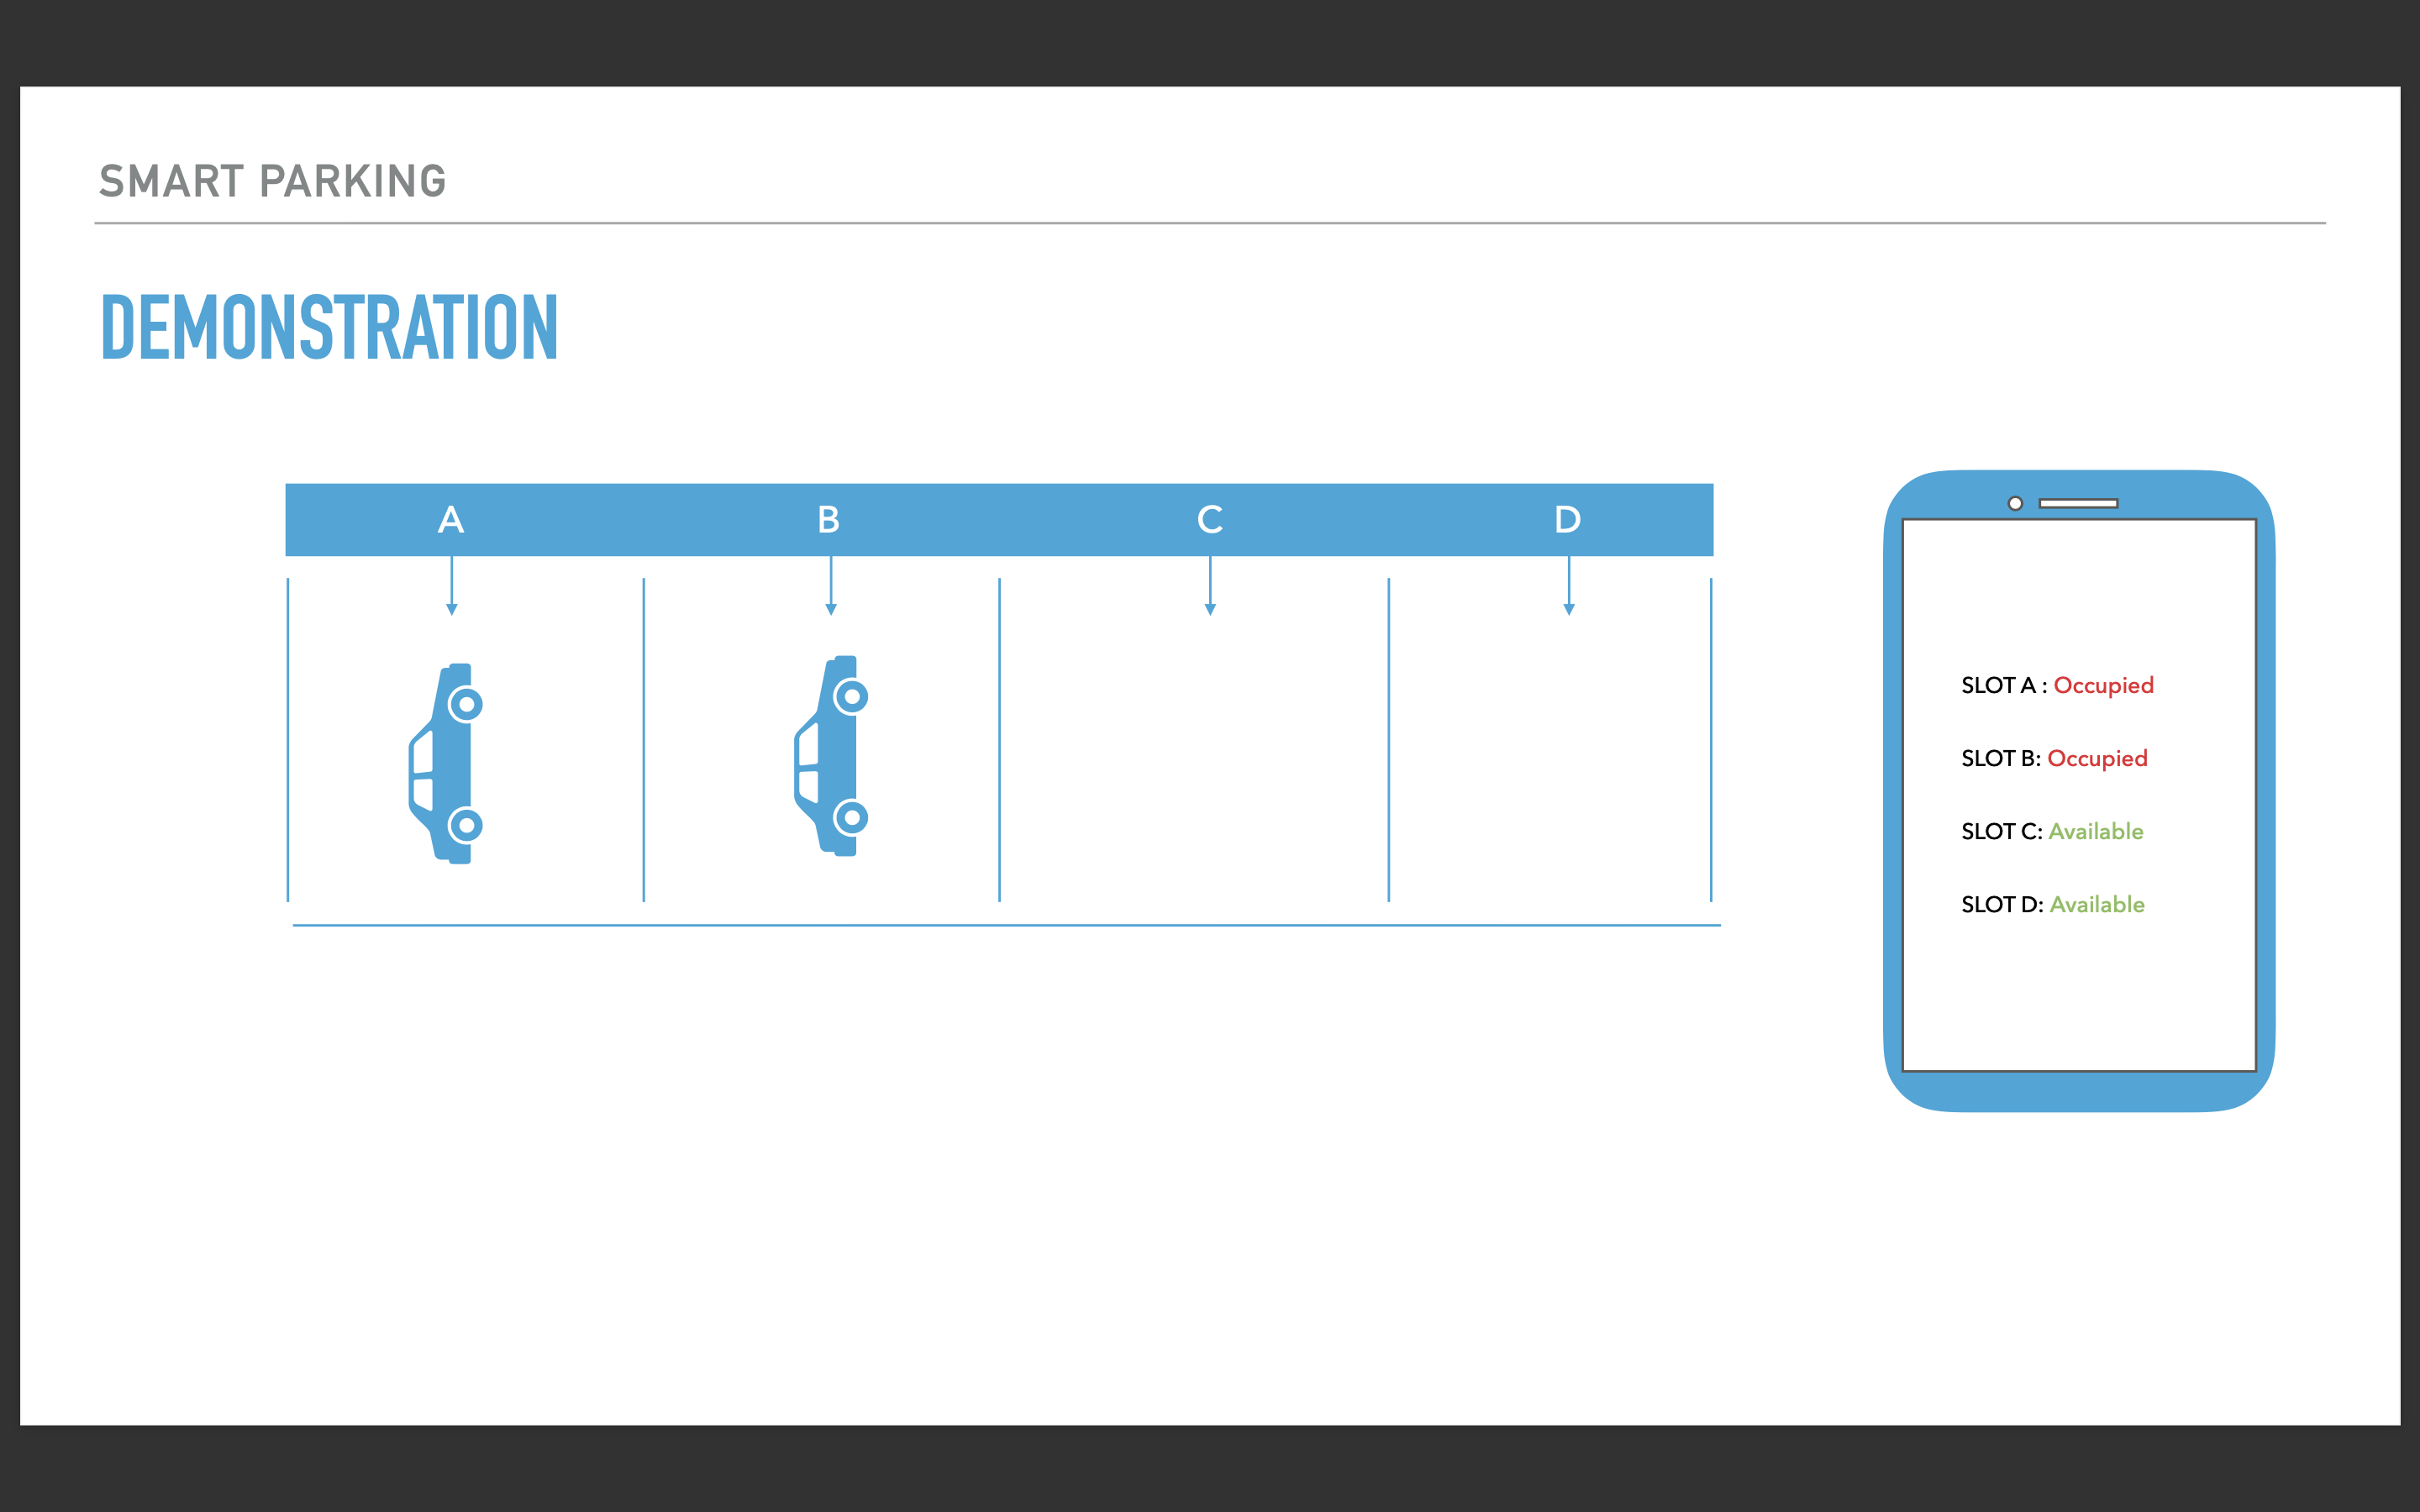 SMART PARKING
DEMONSTRATION
A B C D
SLOT A : Occupied
SLOT B: Occupied
SLOT C: Available
SLOT D: Available